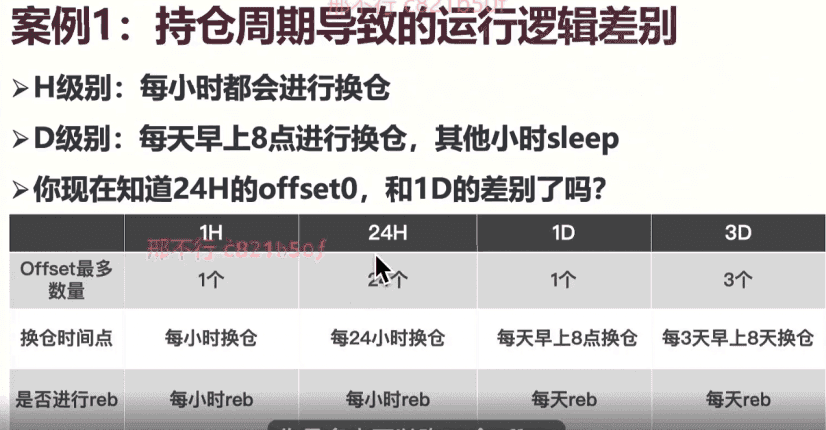 案例1：持仓周期导致的运行逻辑差别
➢H级别：每小时都会进行换仓
➢D级别：每天早上8点进行换仓，其他小时sleep
➢你现在知道24H的offset0，和1D的差别了吗？
1H 24H 1D 3D
邢不行 c821b5of
Offset最多数量 1个 24个 1个 3个
换仓时间点 每小时换仓 每24小时换仓 每天早上8点换仓 每3天早上8天换仓
是否进行reb 每小时reb 每小时reb 每天reb 每天reb